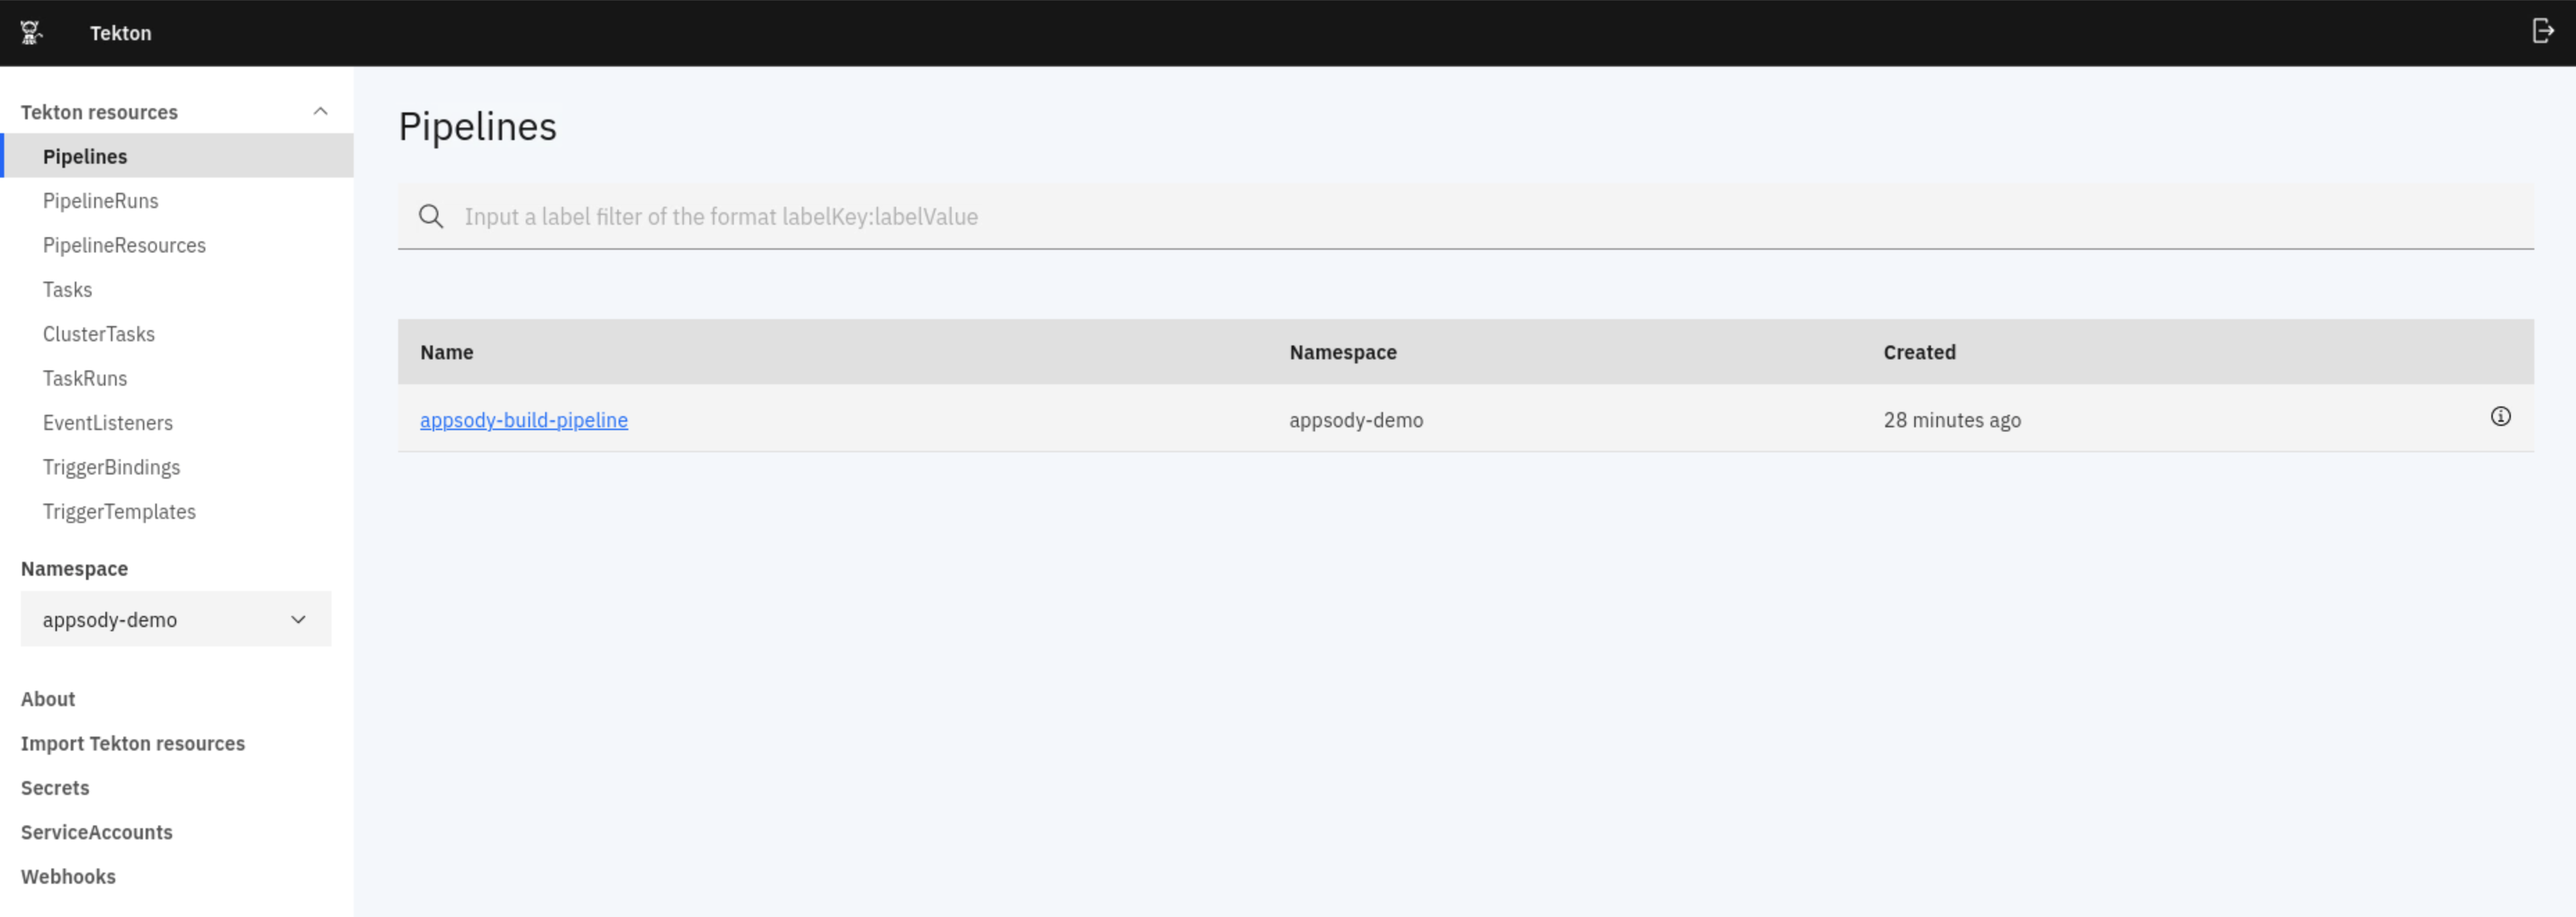 Tekton
Tekton resources
Pipelines
PipelineRuns
PipelineResources
Tasks
ClusterTasks
TaskRuns
EventListeners
TriggerBindings
TriggerTemplates
Namespace
appsody-demo
About
Import Tekton resources
Secrets
ServiceAccounts
Webhooks
Pipelines
Input a label filter of the format labelKey:labelValue
Name Namespace Created
appsody-build-pipeline appsody-demo 28 minutes ago